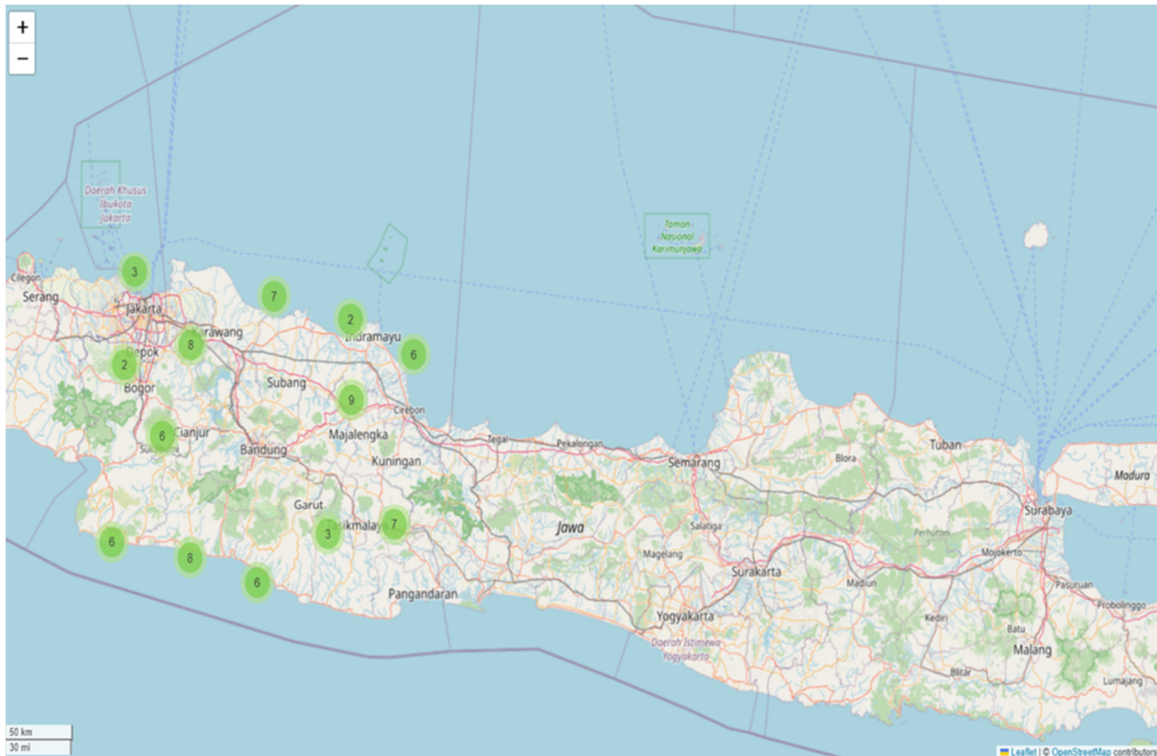 +
−
Daerah Khusus
Ibukota
Jakarta
Taman
Nasional
Karimunjawa
3
Cilegon
Serang
7
Jakarta
2
Indramayu
8
6
Depok
2
Bogor
Subang
9
Cirebon
6
Cianjur
Bandung
Majalengka
Kuningan
Tegal
Pekalongan
Semarang
Blora
Tuban
Madura
Surabaya
Garut
3
7
Jawa
Salatiga
Perhutani
Mojokerto
6
8
6
Magelang
Surakarta
Madiun
Pasuruan
Pangandaran
Probolinggo
Yogyakarta
Kediri
Batu
Daerah Istimewa
Yogyakarta
Malang
Blitar
Lumajang
50 km
30 mi
Leaflet | © OpenStreetMap contributors